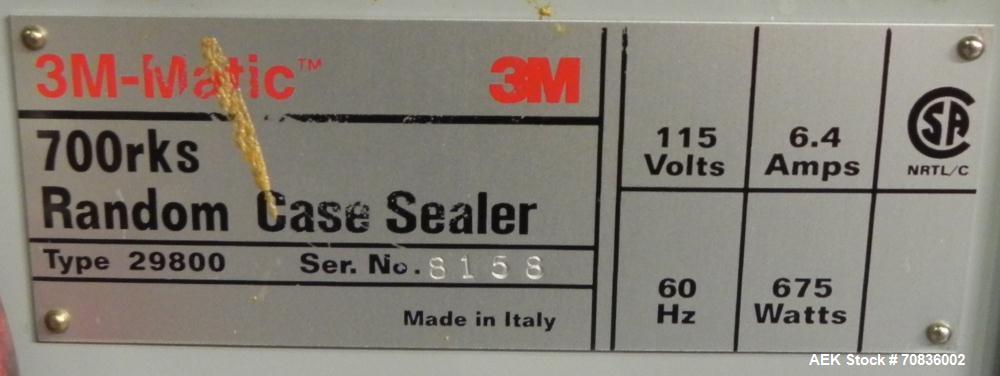 3M-Matic™ 3M
700rks
Random Case Sealer
Type 29800 Ser. No. 8158
Made in Italy
115 Volts
6.4 Amps
CSA
NRTL/C
60 Hz
675 Watts
AEK Stock # 70836002